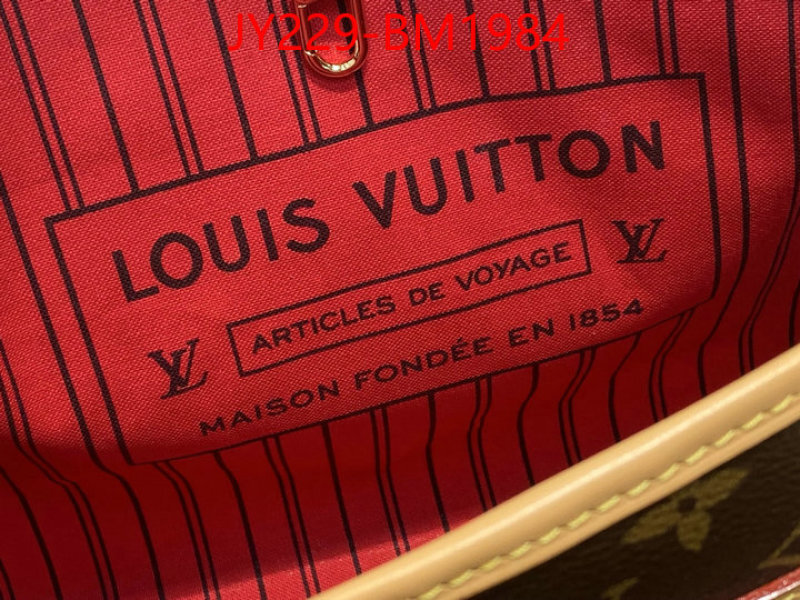 JY229-BM1984
LOUIS VUITTON
ARTICLES DE VOYAGE
LV
LV
MAISON FONDÉE EN 1854